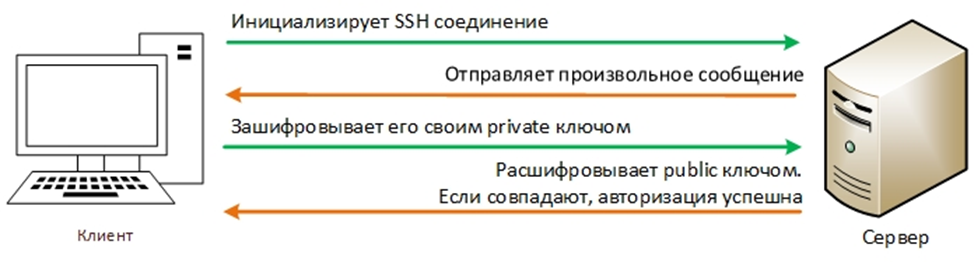 Инициализирует SSH соединение
Отправляет произвольное сообщение
Зашифровывает его своим private ключом
Расшифровывает public ключом.
Если совпадают, авторизация успешна
Клиент
Сервер